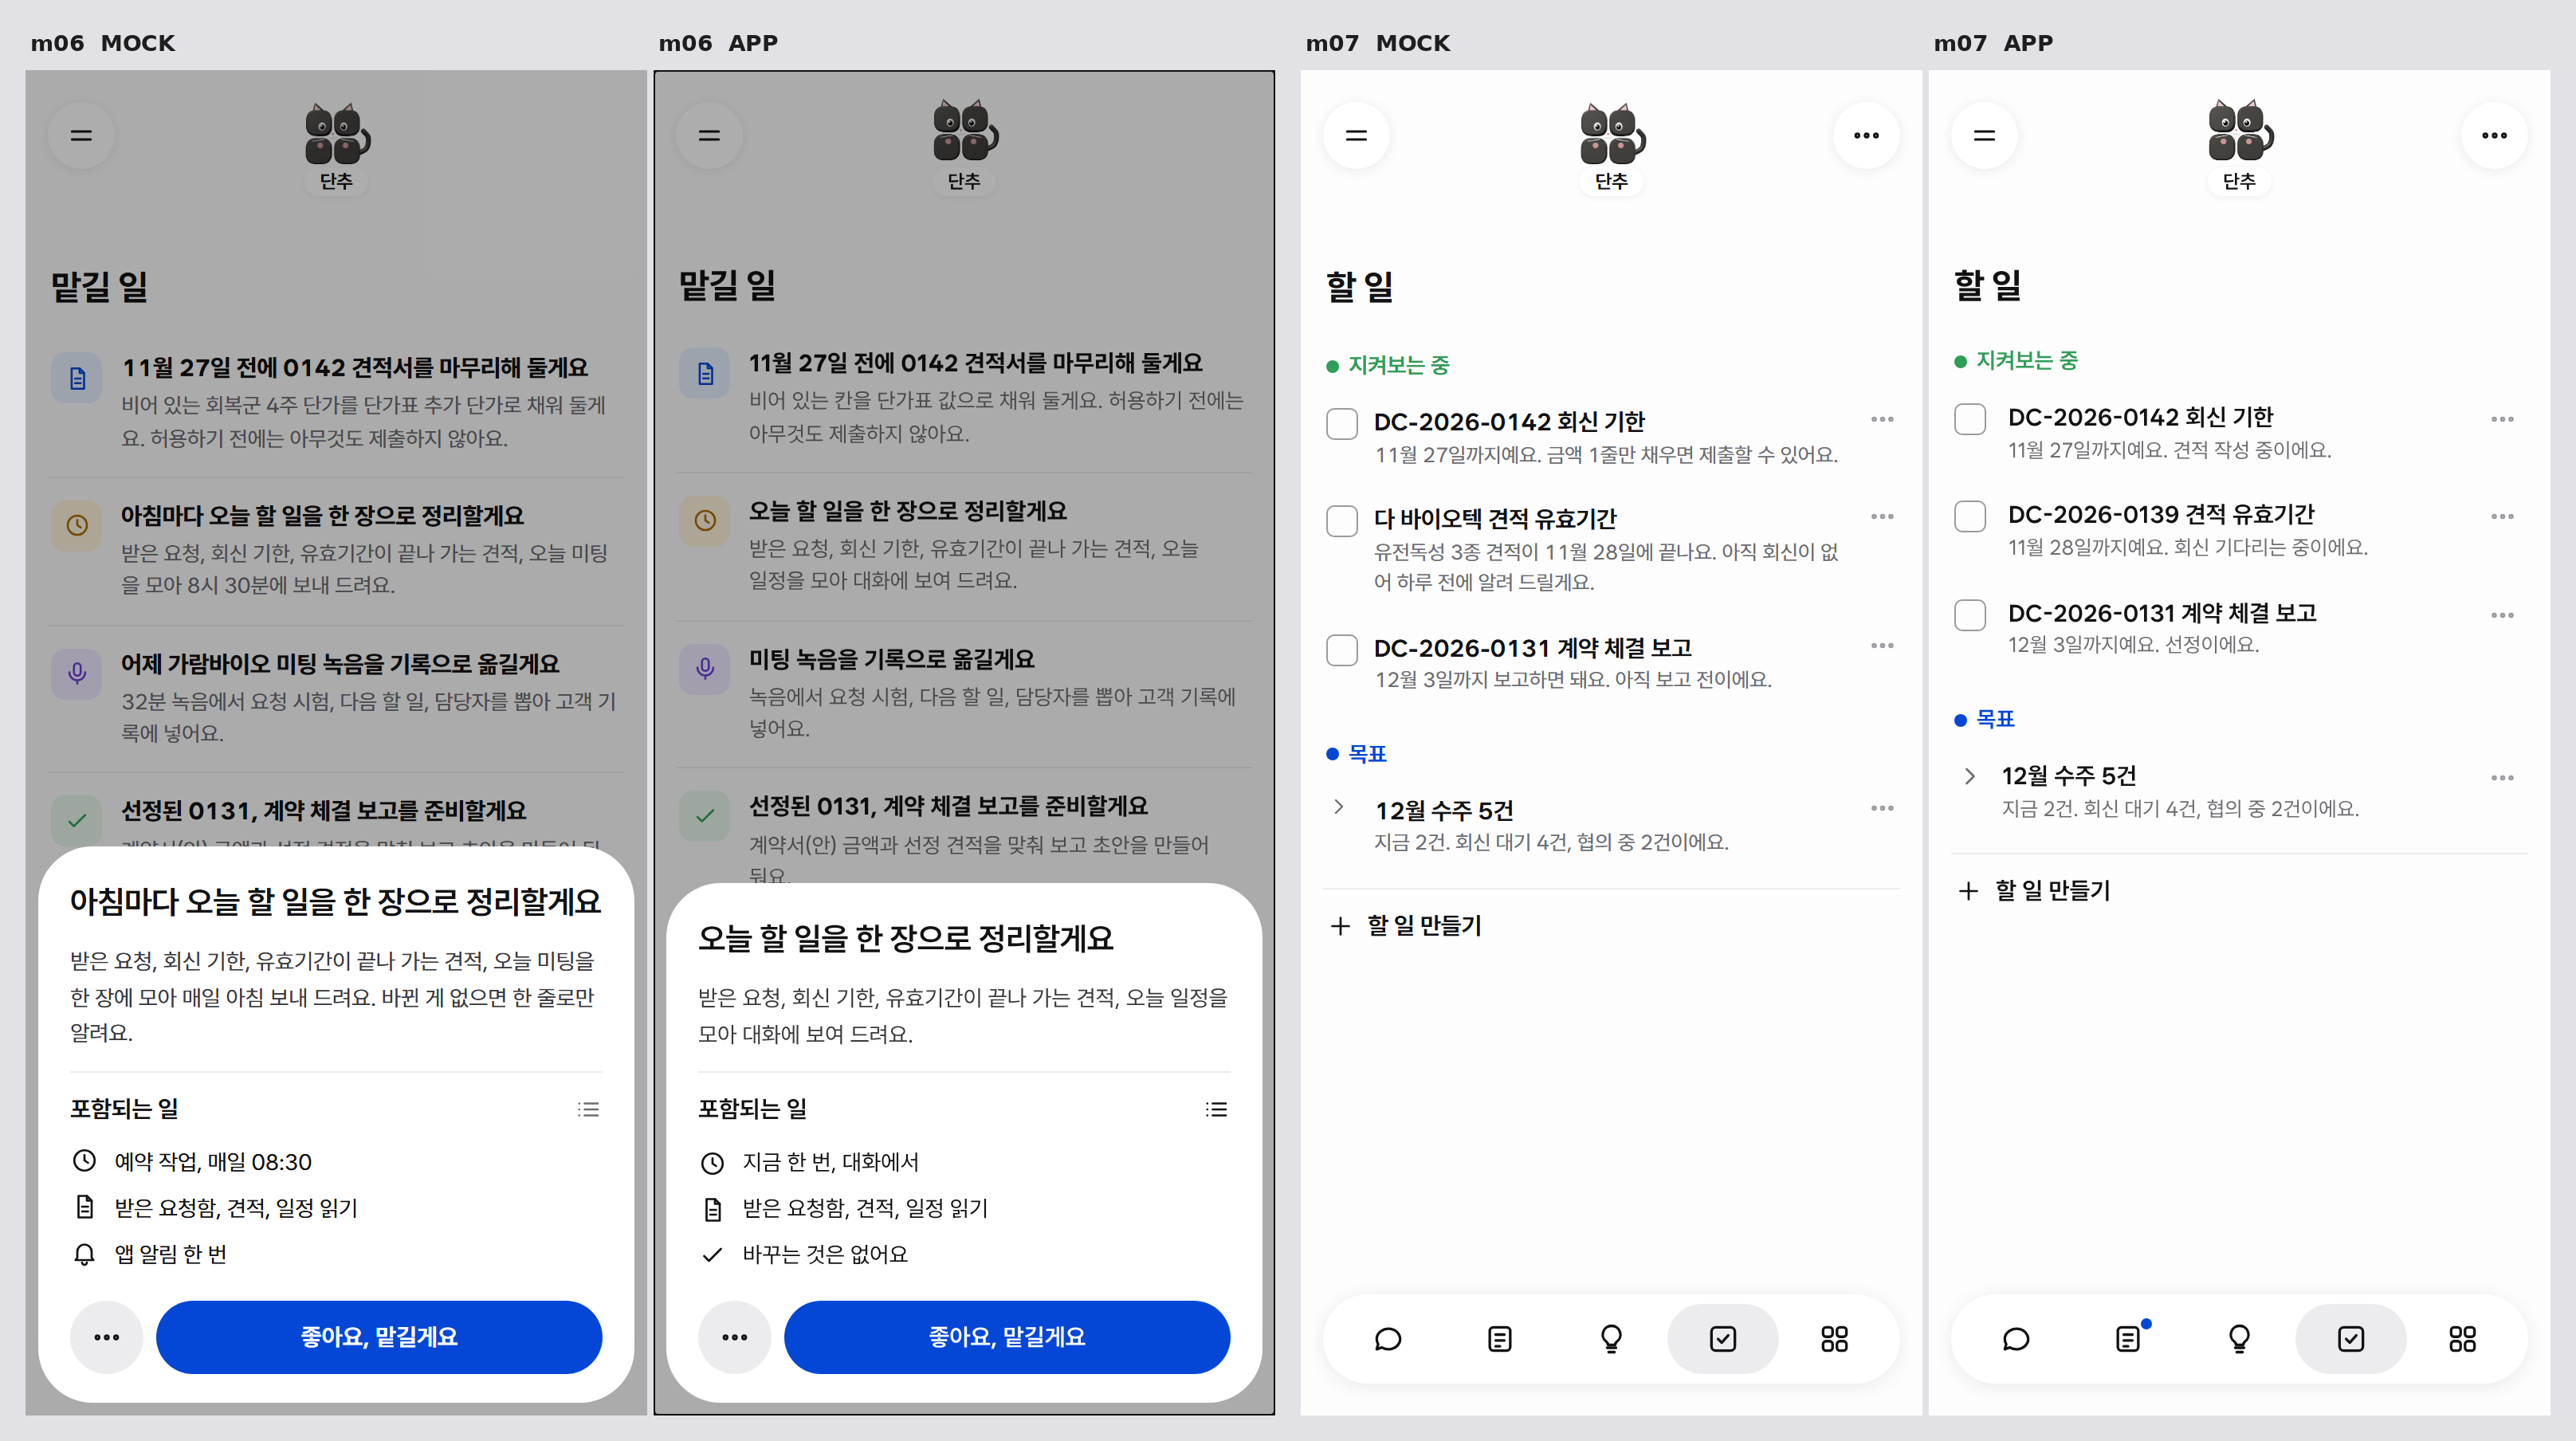 m06 MOCK
단추
맡길 일
11월 27일 전에 0142 견적서를 마무리해 둘게요
비어 있는 회복군 4주 단가를 단가표 추가 단가로 채워 둘게
요. 허용하기 전에는 아무것도 제출하지 않아요.
아침마다 오늘 할 일을 한 장으로 정리할게요
받은 요청, 회신 기한, 유효기간이 끝나 가는 견적, 오늘 미팅
을 모아 8시 30분에 보내 드려요.
어제 가람바이오 미팅 녹음을 기록으로 옮길게요
32분 녹음에서 요청 시험, 다음 할 일, 담당자를 뽑아 고객 기
록에 넣어요.
선정된 0131, 계약 체결 보고를 준비할게요
아침마다 오늘 할 일을 한 장으로 정리할게요
받은 요청, 회신 기한, 유효기간이 끝나 가는 견적, 오늘 미팅을
한 장에 모아 매일 아침 보내 드려요. 바뀐 게 없으면 한 줄로만
알려요.
포함되는 일
예약 작업, 매일 08:30
받은 요청함, 견적, 일정 읽기
앱 알림 한 번
좋아요, 맡길게요
m06 APP
단추
맡길 일
11월 27일 전에 0142 견적서를 마무리해 둘게요
비어 있는 칸을 단가표 값으로 채워 둘게요. 허용하기 전에는
아무것도 제출하지 않아요.
오늘 할 일을 한 장으로 정리할게요
받은 요청, 회신 기한, 유효기간이 끝나 가는 견적, 오늘
일정을 모아 대화에 보여 드려요.
미팅 녹음을 기록으로 옮길게요
녹음에서 요청 시험, 다음 할 일, 담당자를 뽑아 고객 기록에
넣어요.
선정된 0131, 계약 체결 보고를 준비할게요
계약서(안) 금액과 선정 견적을 맞춰 보고 초안을 만들어
둬요.
오늘 할 일을 한 장으로 정리할게요
받은 요청, 회신 기한, 유효기간이 끝나 가는 견적, 오늘 일정을
모아 대화에 보여 드려요.
포함되는 일
지금 한 번, 대화에서
받은 요청함, 견적, 일정 읽기
바꾸는 것은 없어요
좋아요, 맡길게요
m07 MOCK
단추
할 일
지켜보는 중
DC-2026-0142 회신 기한
11월 27일까지예요. 금액 1줄만 채우면 제출할 수 있어요.
다 바이오텍 견적 유효기간
유전독성 3종 견적이 11월 28일에 끝나요. 아직 회신이 없
어 하루 전에 알려 드릴게요.
DC-2026-0131 계약 체결 보고
12월 3일까지 보고하면 돼요. 아직 보고 전이에요.
목표
12월 수주 5건
지금 2건. 회신 대기 4건, 협의 중 2건이에요.
할 일 만들기
m07 APP
단추
할 일
지켜보는 중
DC-2026-0142 회신 기한
11월 27일까지예요. 견적 작성 중이에요.
DC-2026-0139 견적 유효기간
11월 28일까지예요. 회신 기다리는 중이에요.
DC-2026-0131 계약 체결 보고
12월 3일까지예요. 선정이에요.
목표
12월 수주 5건
지금 2건. 회신 대기 4건, 협의 중 2건이에요.
할 일 만들기